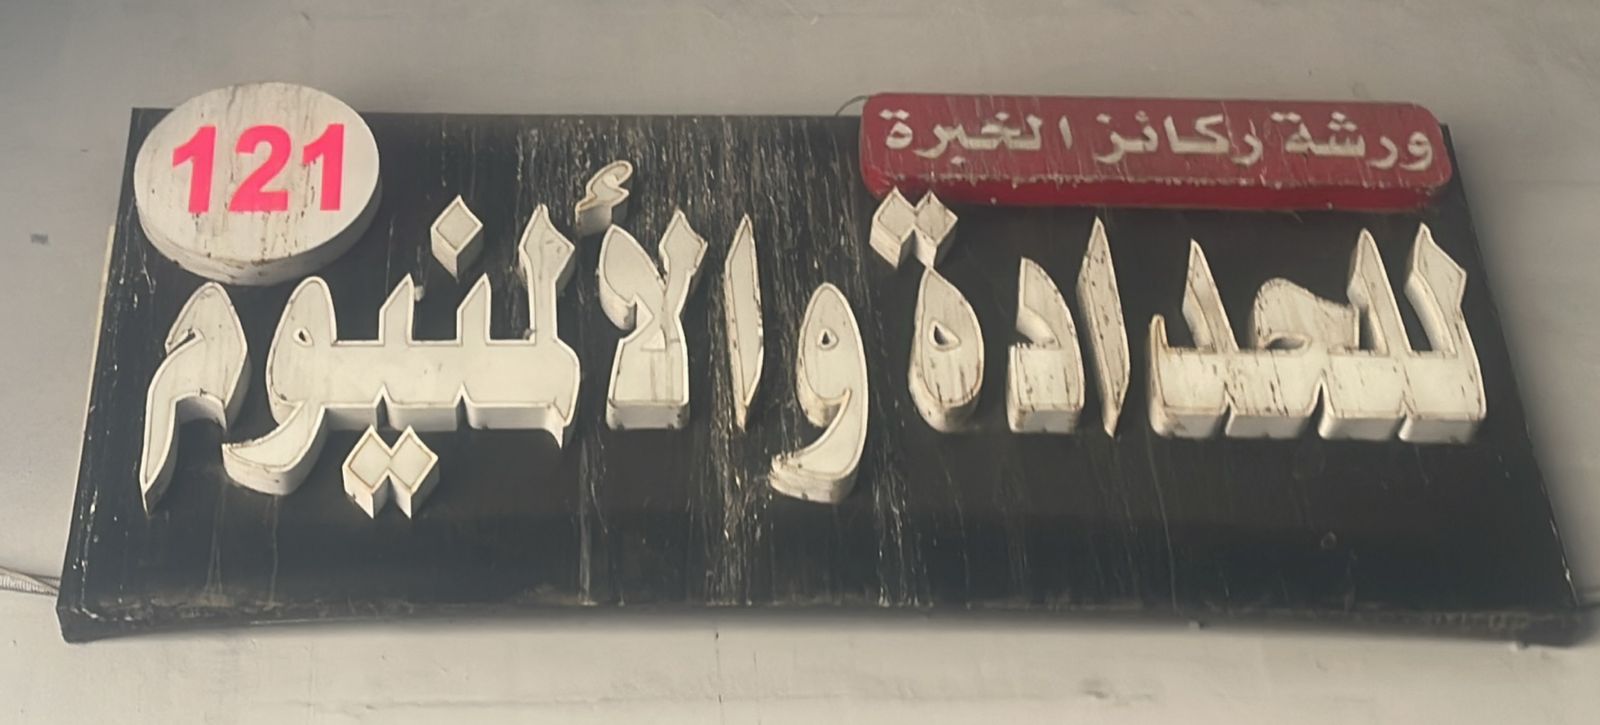 ورشة ركائز الخبرة
121
للحدادة والألمنيوم